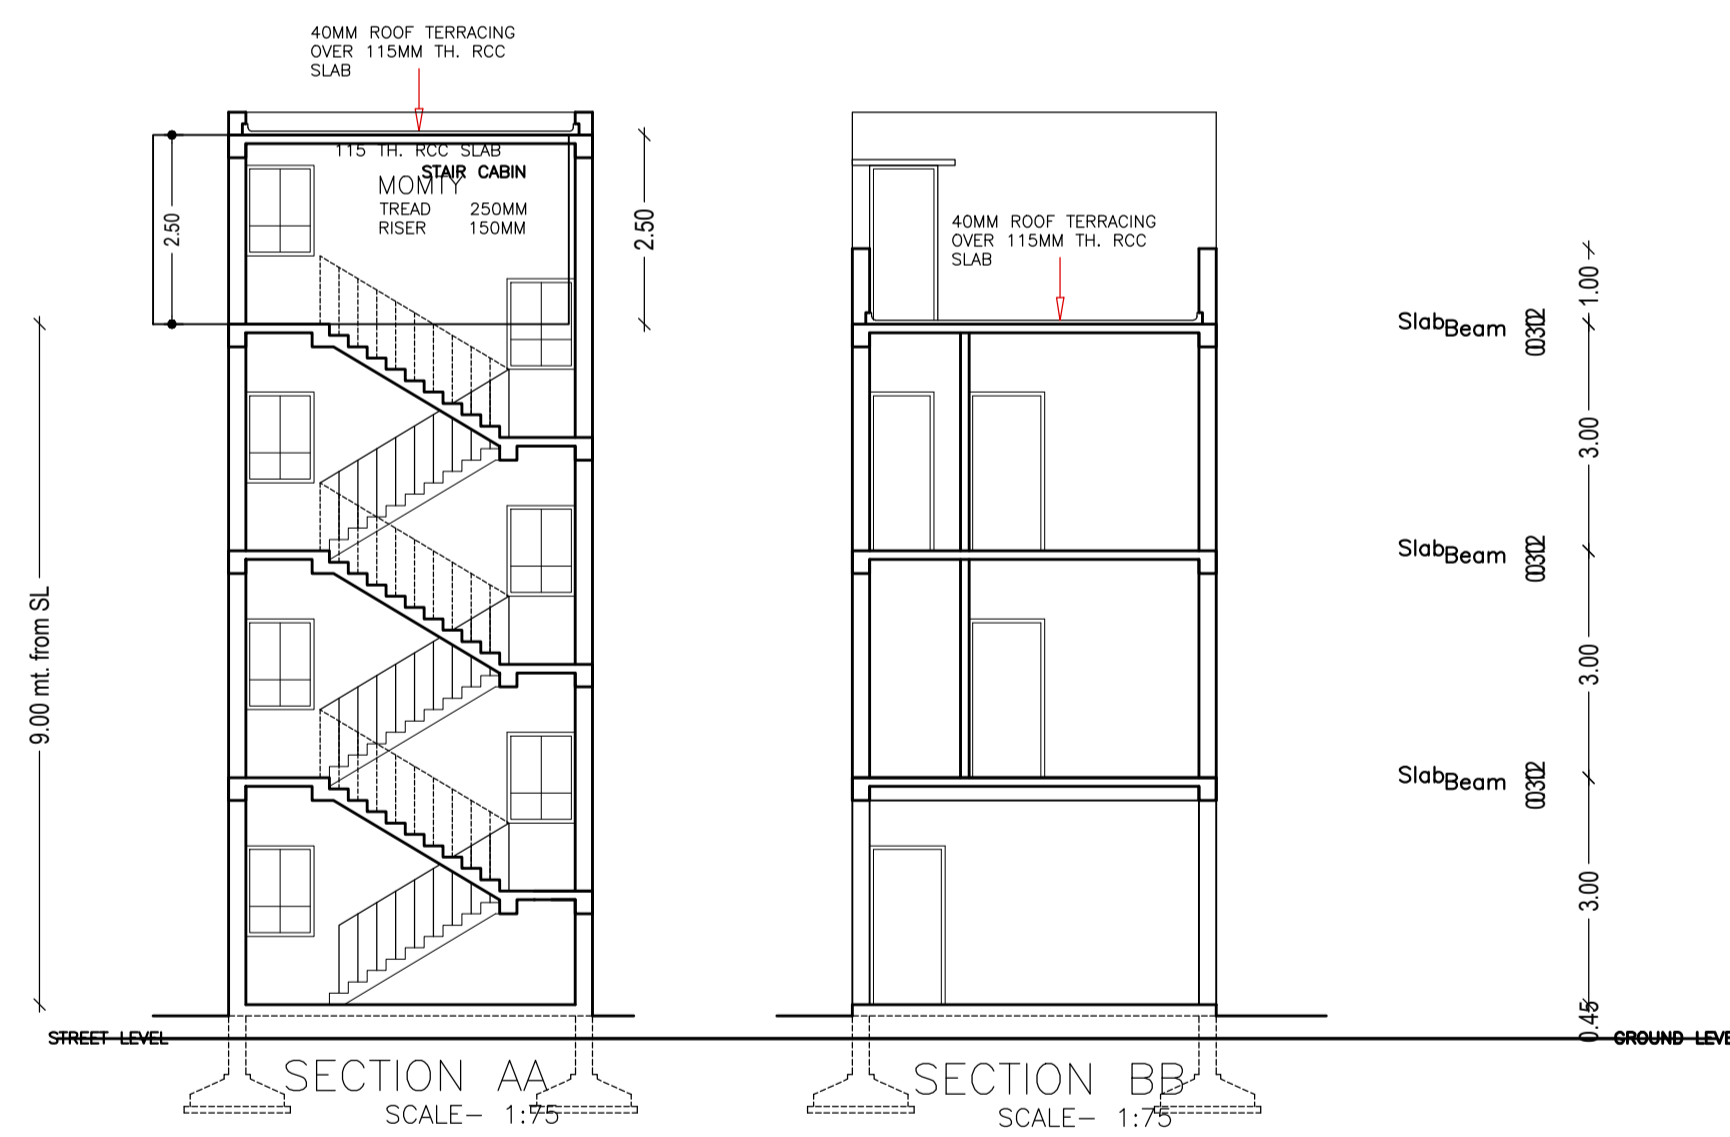 40MM ROOF TERRACING
OVER 115MM TH. RCC
SLAB
115 TH. RCC SLAB
STAIR CABIN
MOMTY
TREAD 250MM
RISER 150MM
2.50
2.50
9.00 mt. from SL
40MM ROOF TERRACING
OVER 115MM TH. RCC
SLAB
1.00
Slab
Beam
3.00
Slab
Beam
3.00
Slab
Beam
3.00
0.45
STREET LEVEL
GROUND LEVE
SECTION AA
SCALE- 1:75
SECTION BB
SCALE- 1:75